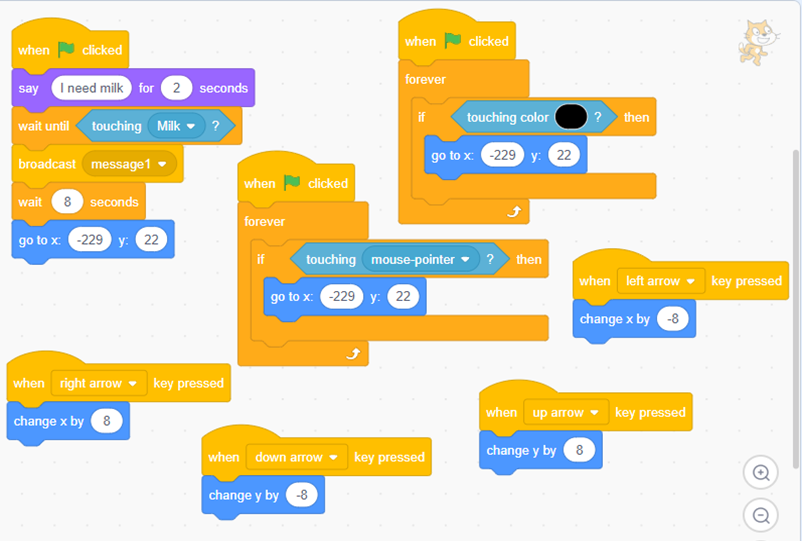 when clicked
say I need milk for 2 seconds
wait until touching Milk ?
broadcast message1
wait 8 seconds
go to x: -229 y: 22
when clicked
forever
if touching color ? then
go to x: -229 y: 22
when clicked
forever
if touching mouse-pointer ? then
go to x: -229 y: 22
when left arrow key pressed
change x by -8
when right arrow key pressed
change x by 8
when down arrow key pressed
change y by -8
when up arrow key pressed
change y by 8